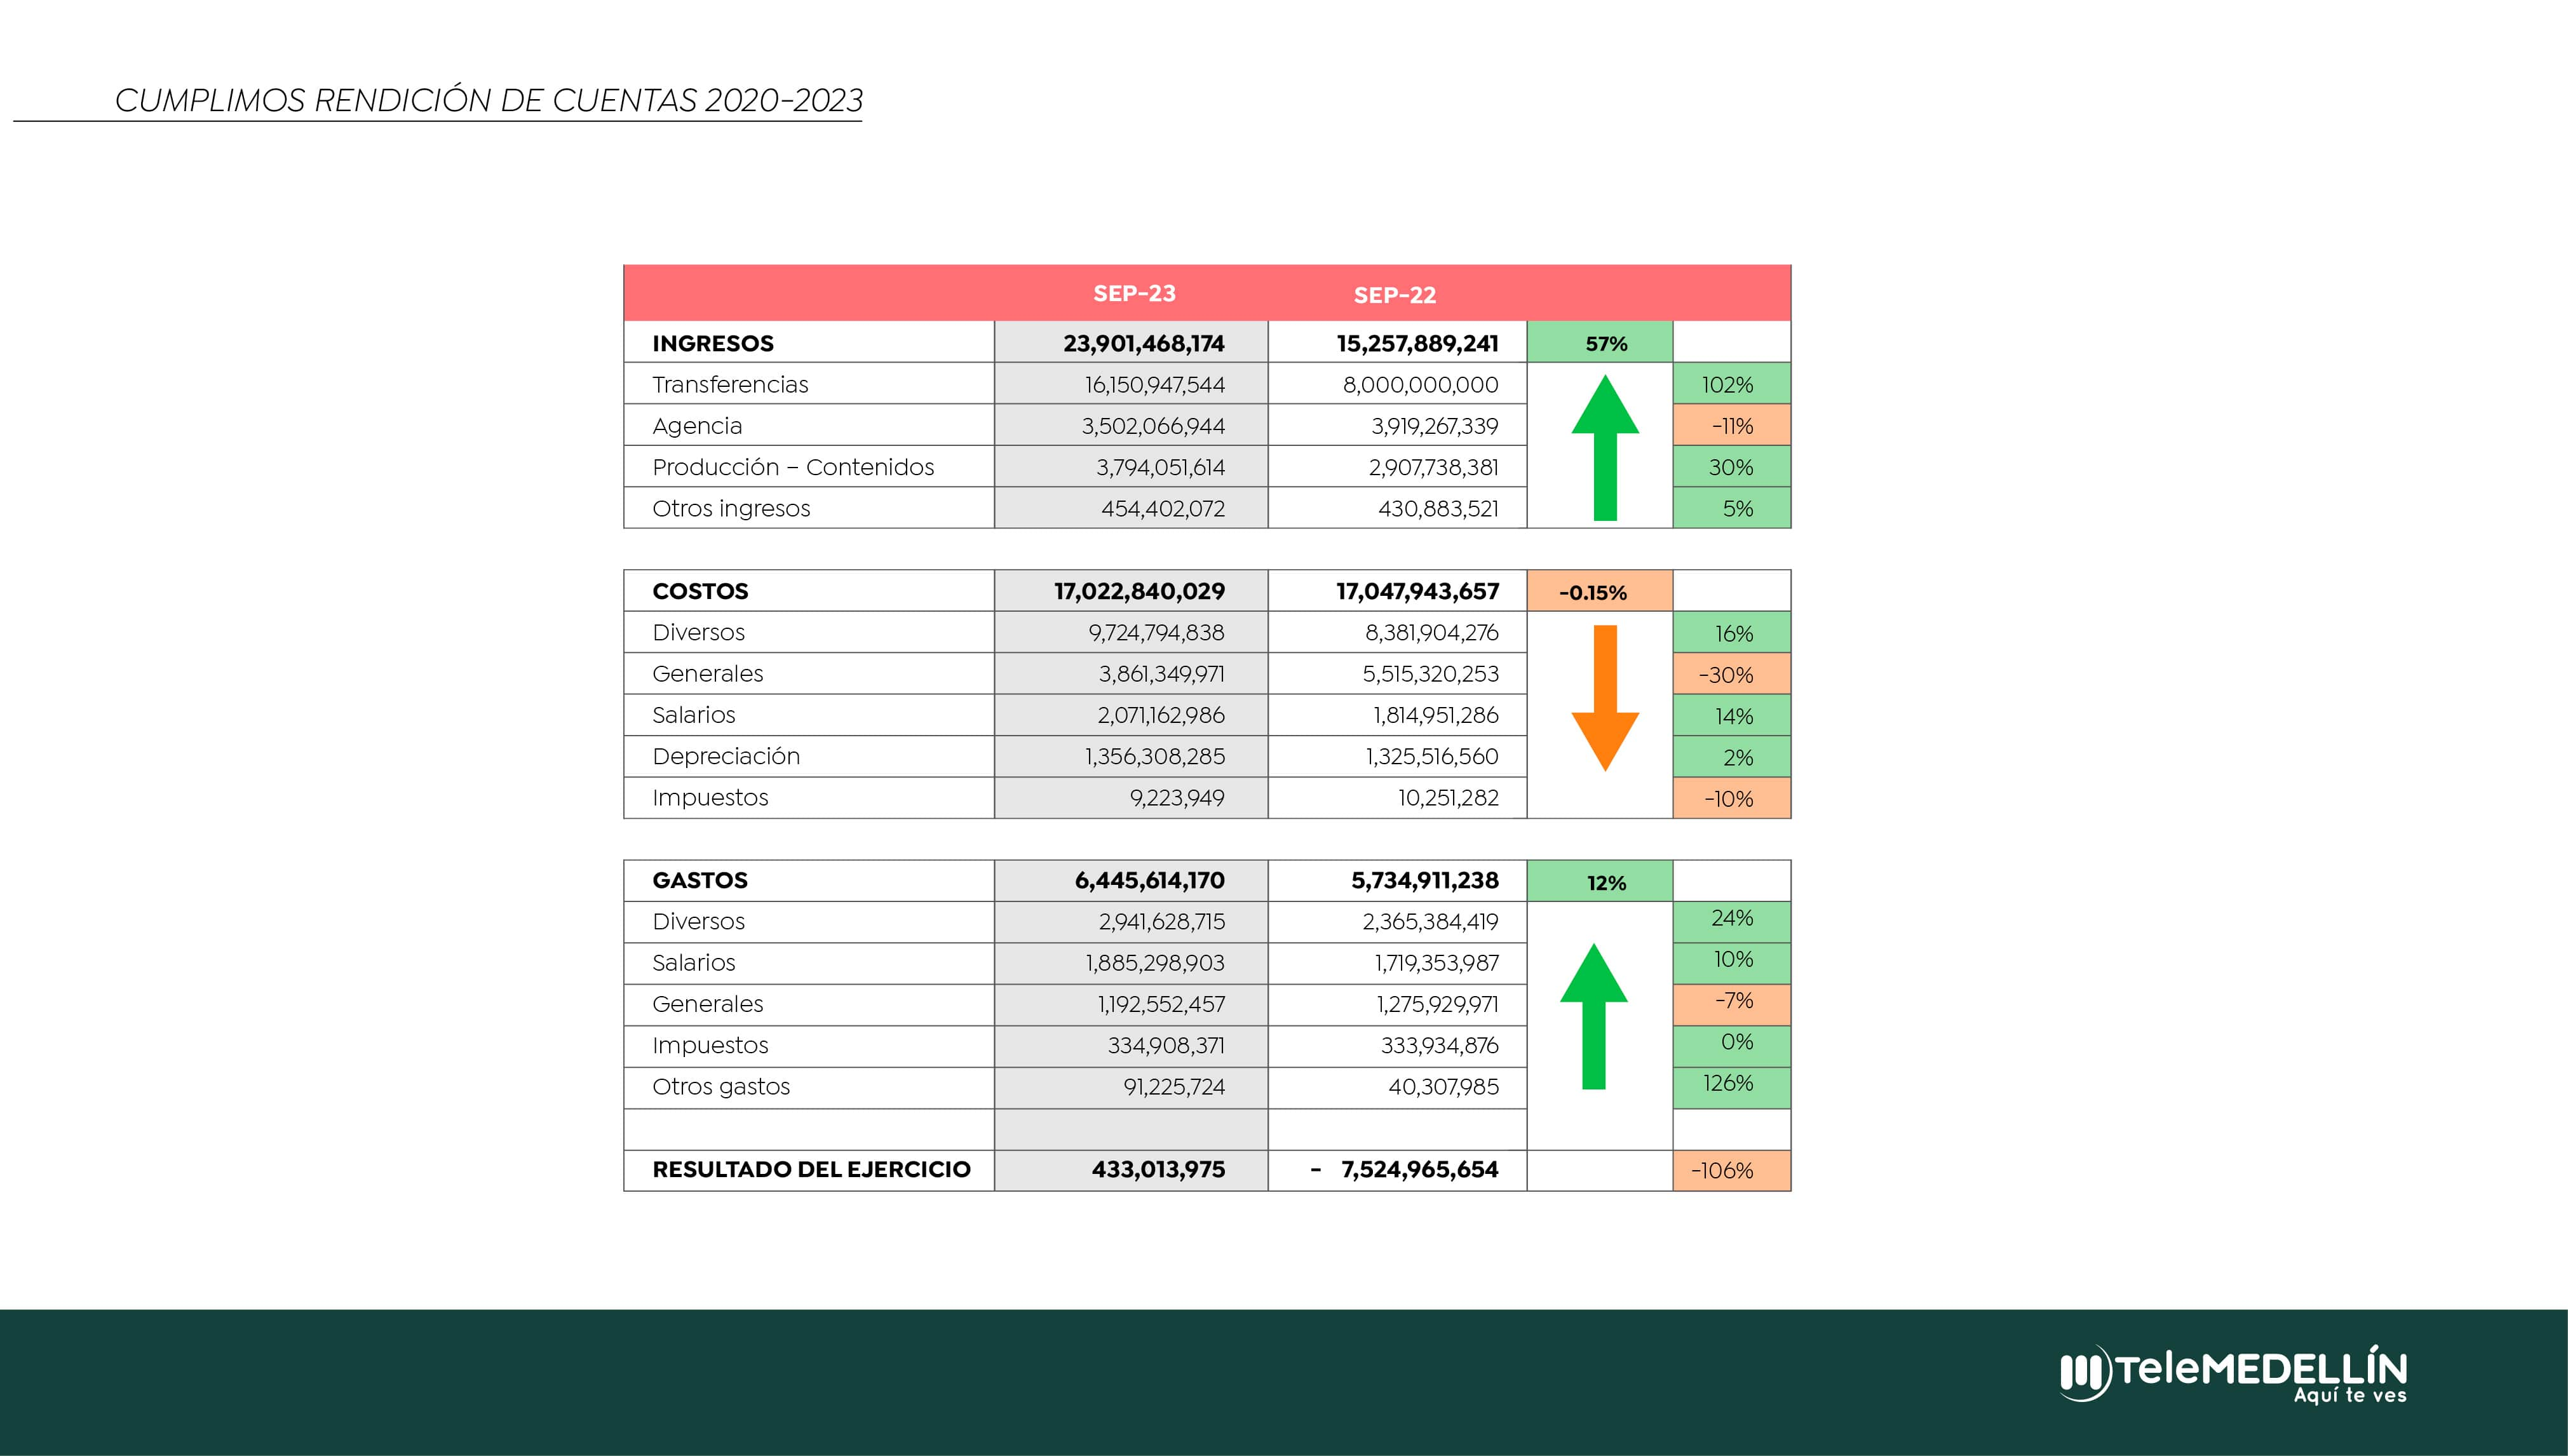 CUMPLIMOS RENDICIÓN DE CUENTAS 2020-2023
SEP-23 SEP-22
INGRESOS 23,901,468,174 15,257,889,241 57%
Transferencias 16,150,947,544 8,000,000,000 102%
Agencia 3,502,066,944 3,919,267,339 -11%
Producción - Contenidos 3,794,051,614 2,907,738,381 30%
Otros ingresos 454,402,072 430,883,521 5%
COSTOS 17,022,840,029 17,047,943,657 -0.15%
Diversos 9,724,794,838 8,381,904,276 16%
Generales 3,861,349,971 5,515,320,253 -30%
Salarios 2,071,162,986 1,814,951,286 14%
Depreciación 1,356,308,285 1,325,516,560 2%
Impuestos 9,223,949 10,251,282 -10%
GASTOS 6,445,614,170 5,734,911,238 12%
Diversos 2,941,628,715 2,365,384,419 24%
Salarios 1,885,298,903 1,719,353,987 10%
Generales 1,192,552,457 1,275,929,971 -7%
Impuestos 334,908,371 333,934,876 0%
Otros gastos 91,225,724 40,307,985 126%
RESULTADO DEL EJERCICIO 433,013,975 - 7,524,965,654 -106%
TeleMEDELLÍN
Aquí te ves